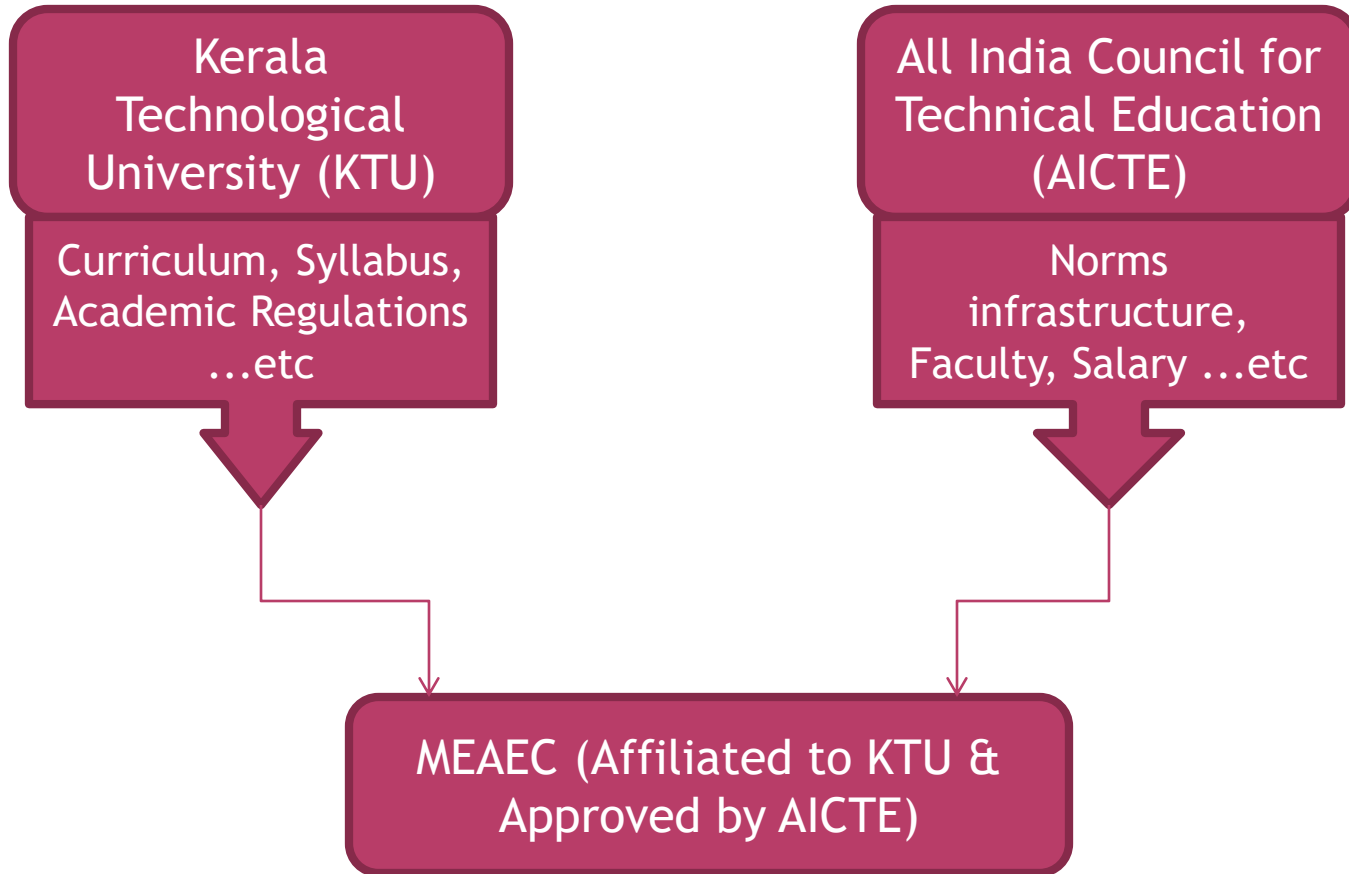 Kerala
Technological
University (KTU)
Curriculum, Syllabus,
Academic Regulations
...etc
All India Council for
Technical Education
(AICTE)
Norms
infrastructure,
Faculty, Salary ...etc
MEAEC (Affiliated to KTU &
Approved by AICTE)